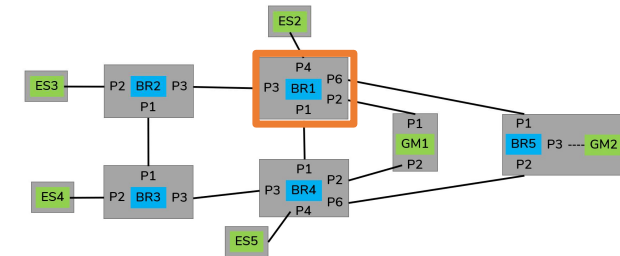 ES2
P4
P3 BR1 P6
P2
P1
ES3
P2 BR2 P3
P1
P1
GM1
P2
P1
BR5 P3 ---- GM2
P2
P1
P2 BR3 P3
ES4
P1
P3 BR4 P2
P6
P4
ES5